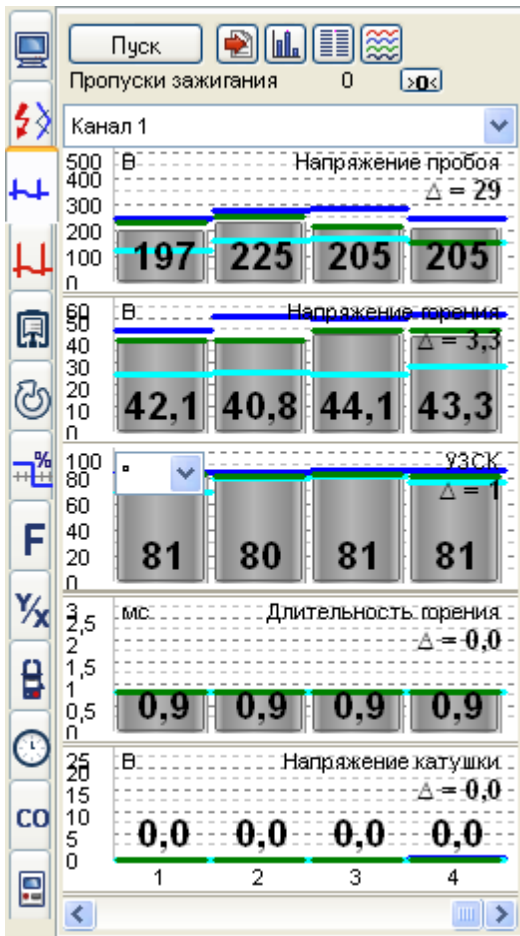 Пуск
Пропуски зажигания 0 >0<
Канал 1
500 В Напряжение пробоя
400 Δ = 29
300
200
100 197 225 205 205
0
60 В Напряжение горения
50 Δ = 3,3
40
30
20
10 42,1 40,8 44,1 43,3
0
100 ° УЗСК
80 Δ = 1
60
40
20 81 80 81 81
0
3 мс Длительность горения
2,5 Δ = 0,0
2
1,5
1
0,5 0,9 0,9 0,9 0,9
0
25 В Напряжение катушки
20 Δ = 0,0
15
10
5 0,0 0,0 0,0 0,0
0
1 2 3 4
%
F
Y/X
CO